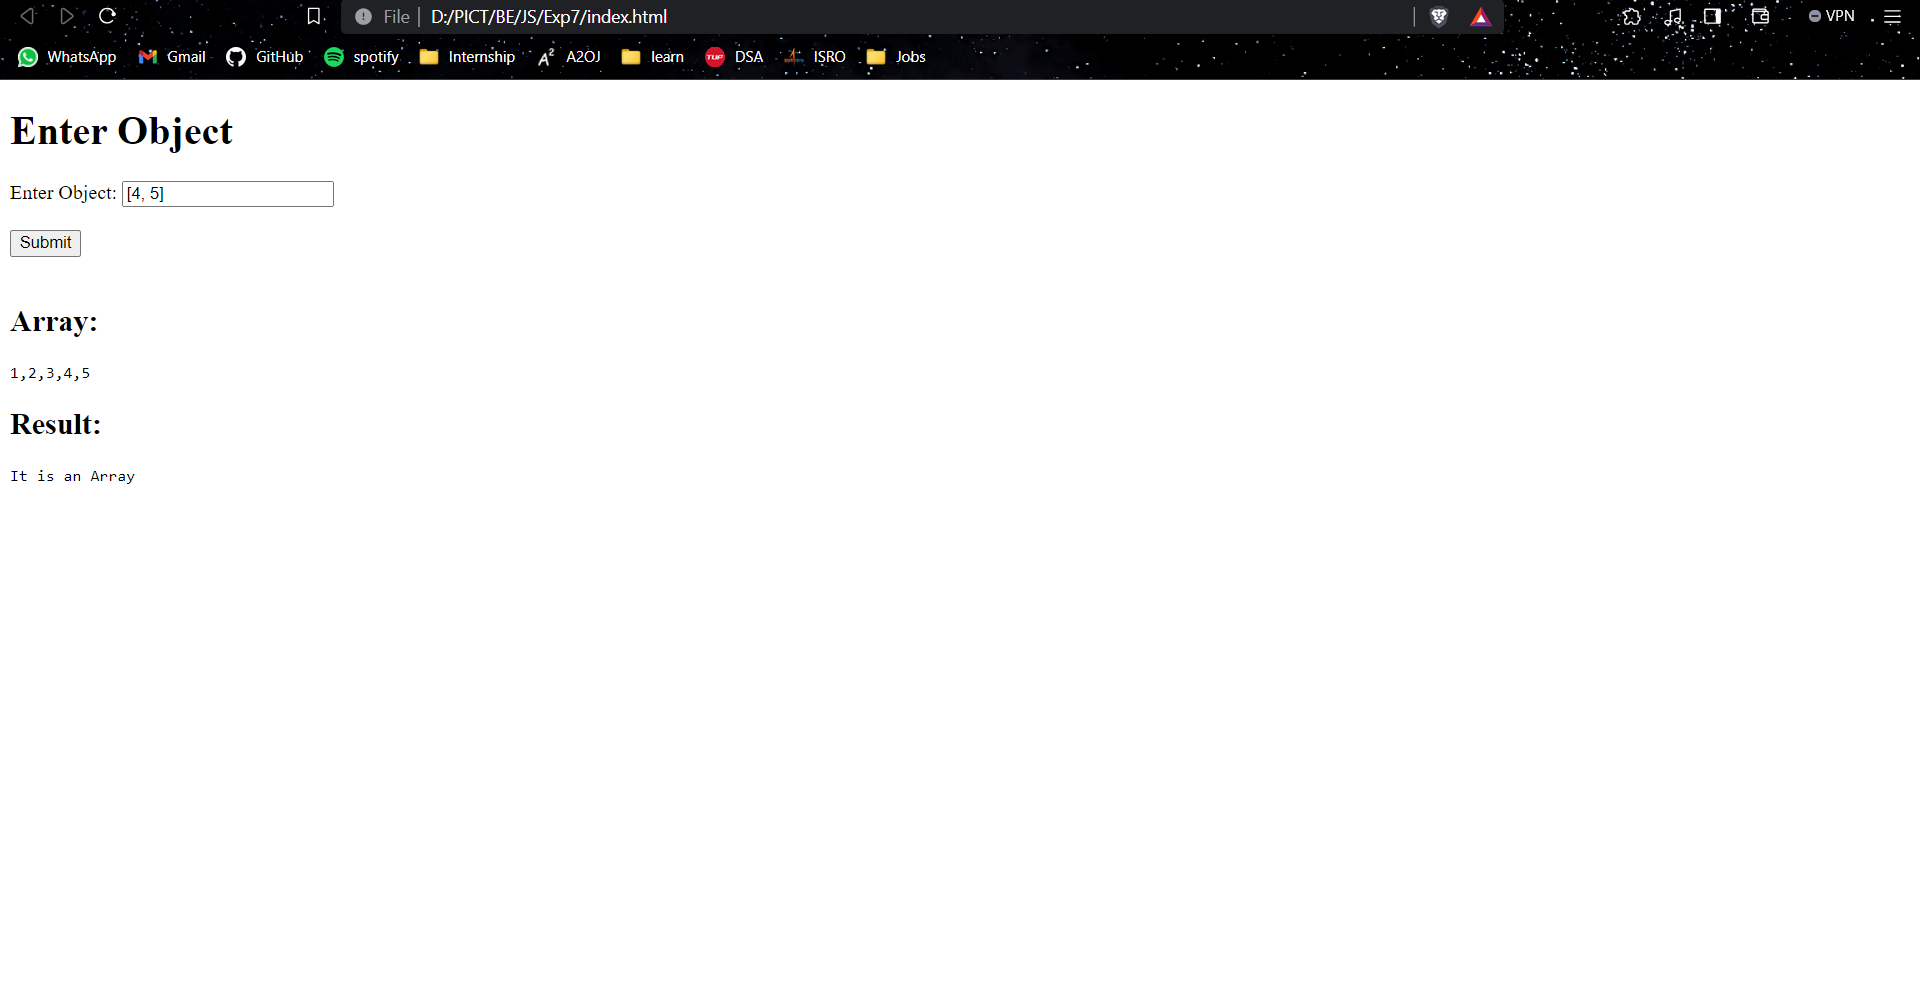 File D:/PICT/BE/JS/Exp7/index.html VPN
WhatsApp Gmail GitHub spotify Internship A2OJ learn TUF DSA ISRO Jobs
Enter Object
Enter Object: [4, 5]
Submit
Array:
1,2,3,4,5
Result:
It is an Array